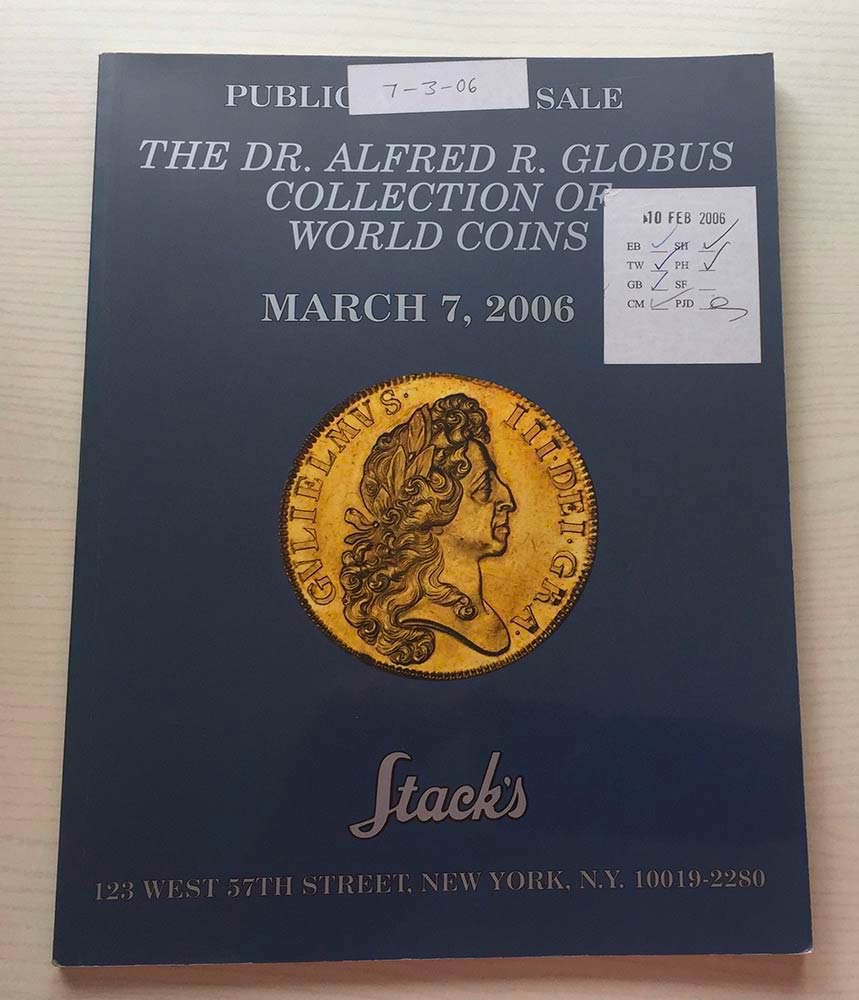 PUBLIC SALE
7-3-06
THE DR. ALFRED R. GLOBUS
COLLECTION OF
WORLD COINS
10 FEB 2006
EB SH
TW PH
GB SF
CM PJD
MARCH 7, 2006
GVLIELMVS· III·DEI·GRA·
Stack's
123 WEST 57TH STREET, NEW YORK, N.Y. 10019-2280